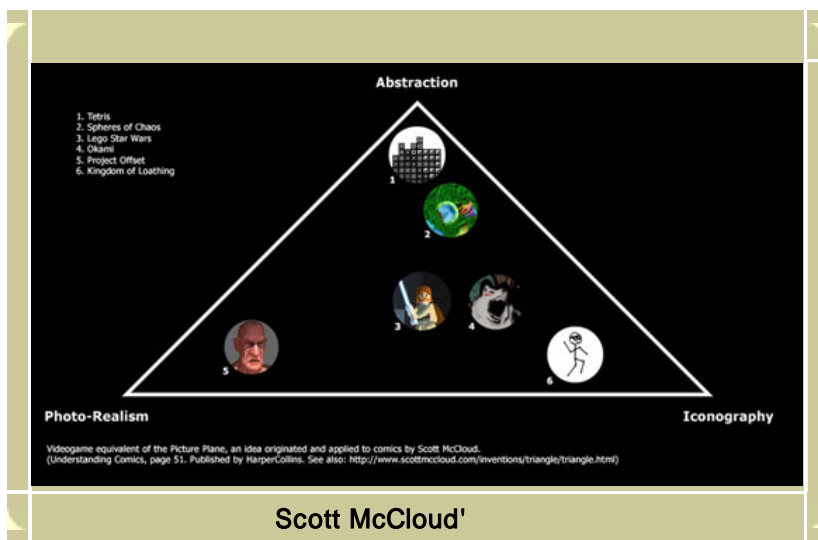 Abstraction
1. Tetris
2. Spheres of Chaos
3. Lego Star Wars
4. Okami
5. Project Offset
6. Kingdom of Loathing
1
2
3
4
5
6
Photo-Realism
Iconography
Videogame equivalent of the Picture Plane, an idea originated and applied to comics by Scott McCloud.
(Understanding Comics, page 51. Published by HarperCollins. See also: http://www.scottmccloud.com/inventions/triangle/triangle.html)
Scott McCloud'